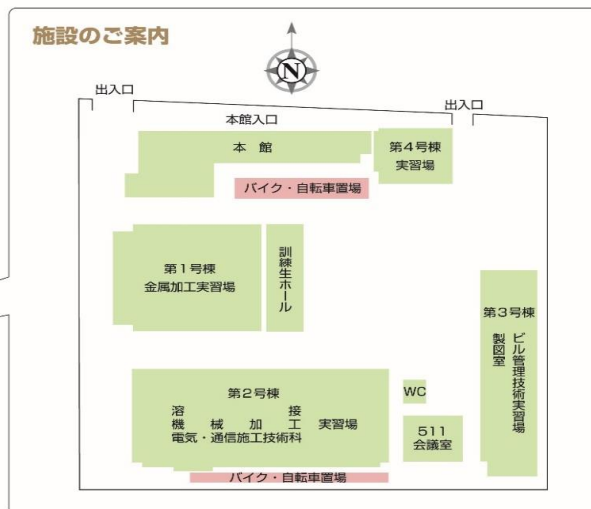 施設のご案内
N
出入口
本館入口
出入口
本 館
第4号棟
実習場
バイク・自転車置場
第1号棟
金属加工実習場
訓練生ホール
第3号棟
ビル管理技術実習場
製図室
第2号棟
溶 接
機 械 加 工 実習場
電気・通信施工技術科
WC
511
会議室
バイク・自転車置場